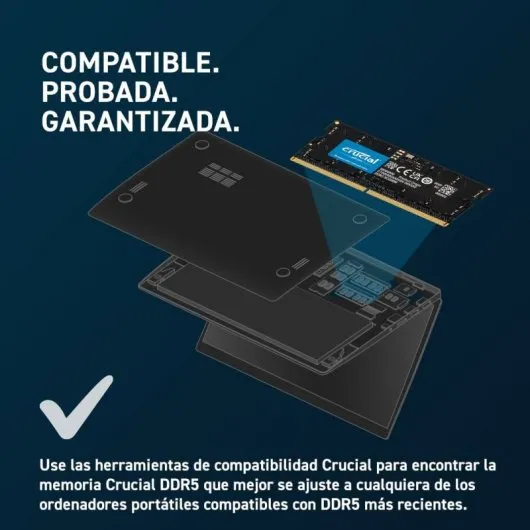 COMPATIBLE.
PROBADA.
GARANTIZADA.
crucial
Use las herramientas de compatibilidad Crucial para encontrar la
memoria Crucial DDR5 que mejor se ajuste a cualquiera de los
ordenadores portátiles compatibles con DDR5 más recientes.